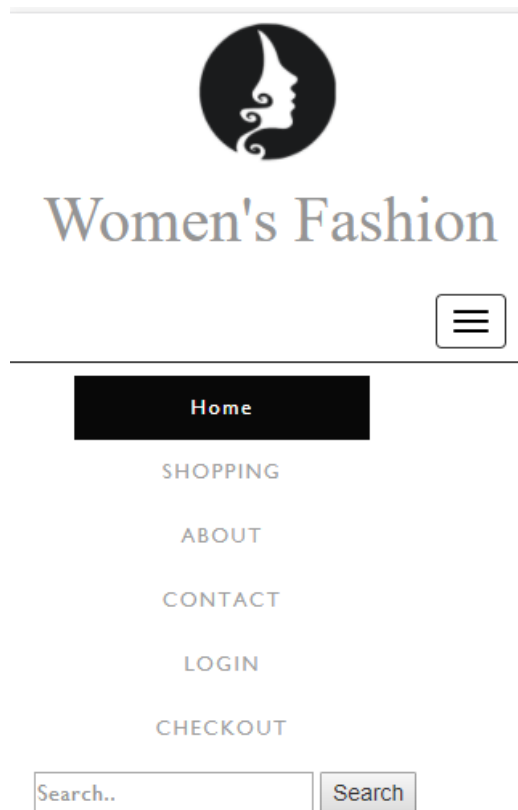 Women's Fashion
Home
SHOPPING
ABOUT
CONTACT
LOGIN
CHECKOUT
Search.. Search